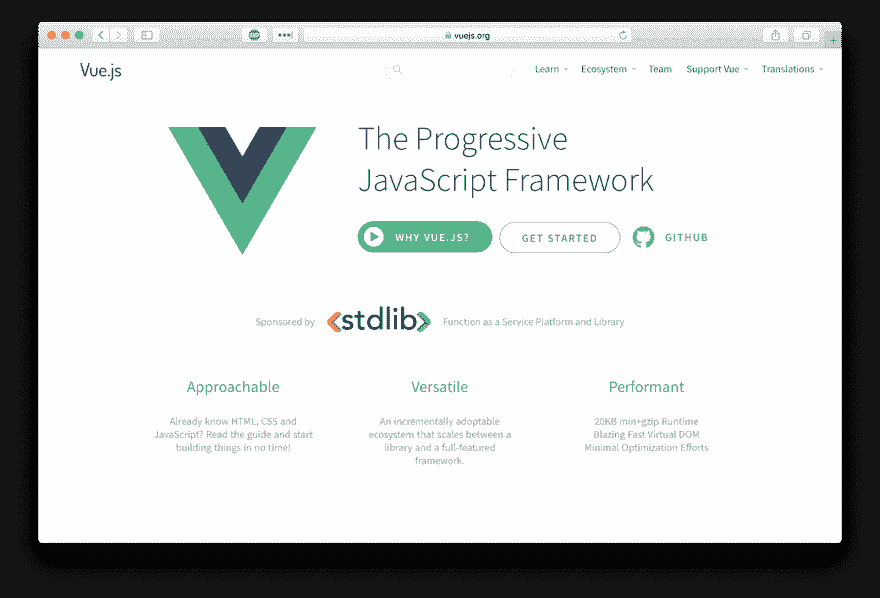 vuejs.org
Vue.js
Learn Ecosystem Team Support Vue Translations
The Progressive
JavaScript Framework
WHY VUE.JS? GET STARTED GITHUB
Sponsored by <stdlib> Function as a Service Platform and Library
Approachable Versatile Performant
Already know HTML, CSS and
JavaScript? Read the guide and start
building things in no time!
An incrementally adoptable
ecosystem that scales between a
library and a full-featured
framework.
20KB min+gzip Runtime
Blazing Fast Virtual DOM
Minimal Optimization Efforts